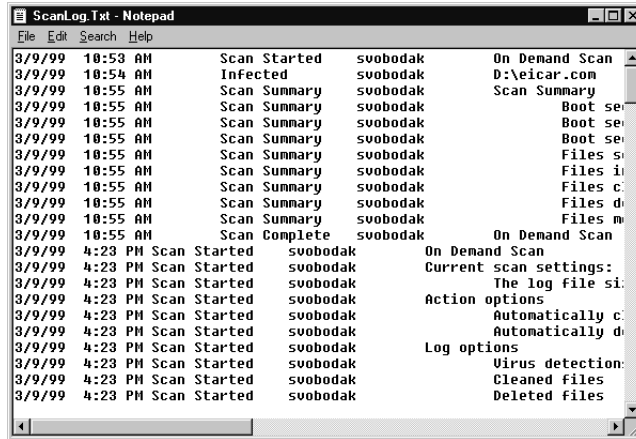 ScanLog.Txt - Notepad
File Edit Search Help
3/9/99 10:53 AM Scan Started svobodak On Demand Scan
3/9/99 10:54 AM Infected svobodak D:\eicar.com
3/9/99 10:55 AM Scan Summary svobodak Scan Summary
3/9/99 10:55 AM Scan Summary svobodak Boot se
3/9/99 10:55 AM Scan Summary svobodak Boot se
3/9/99 10:55 AM Scan Summary svobodak Boot se
3/9/99 10:55 AM Scan Summary svobodak Files s
3/9/99 10:55 AM Scan Summary svobodak Files i
3/9/99 10:55 AM Scan Summary svobodak Files c
3/9/99 10:55 AM Scan Summary svobodak Files d
3/9/99 10:55 AM Scan Summary svobodak Files m
3/9/99 10:55 AM Scan Complete svobodak On Demand Scan
3/9/99 4:23 PM Scan Started svobodak On Demand Scan
3/9/99 4:23 PM Scan Started svobodak Current scan settings:
3/9/99 4:23 PM Scan Started svobodak The log file si
3/9/99 4:23 PM Scan Started svobodak Action options
3/9/99 4:23 PM Scan Started svobodak Automatically c
3/9/99 4:23 PM Scan Started svobodak Automatically d
3/9/99 4:23 PM Scan Started svobodak Log options
3/9/99 4:23 PM Scan Started svobodak Virus detection
3/9/99 4:23 PM Scan Started svobodak Cleaned files
3/9/99 4:23 PM Scan Started svobodak Deleted files